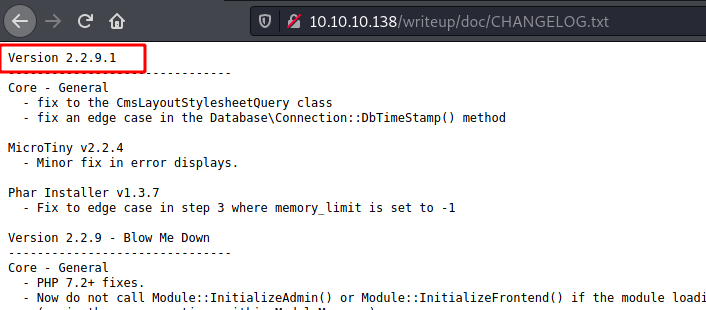 10.10.10.138/writeup/doc/CHANGELOG.txt
Version 2.2.9.1
-------------------------------
Core - General
- fix to the CmsLayoutStylesheetQuery class
- fix an edge case in the Database\Connection::DbTimeStamp() method
MicroTiny v2.2.4
- Minor fix in error displays.
Phar Installer v1.3.7
- Fix to edge case in step 3 where memory_limit is set to -1
Version 2.2.9 - Blow Me Down
-------------------------------
Core - General
- PHP 7.2+ fixes.
- Now do not call Module::InitializeAdmin() or Module::InitializeFrontend() if the module loadi